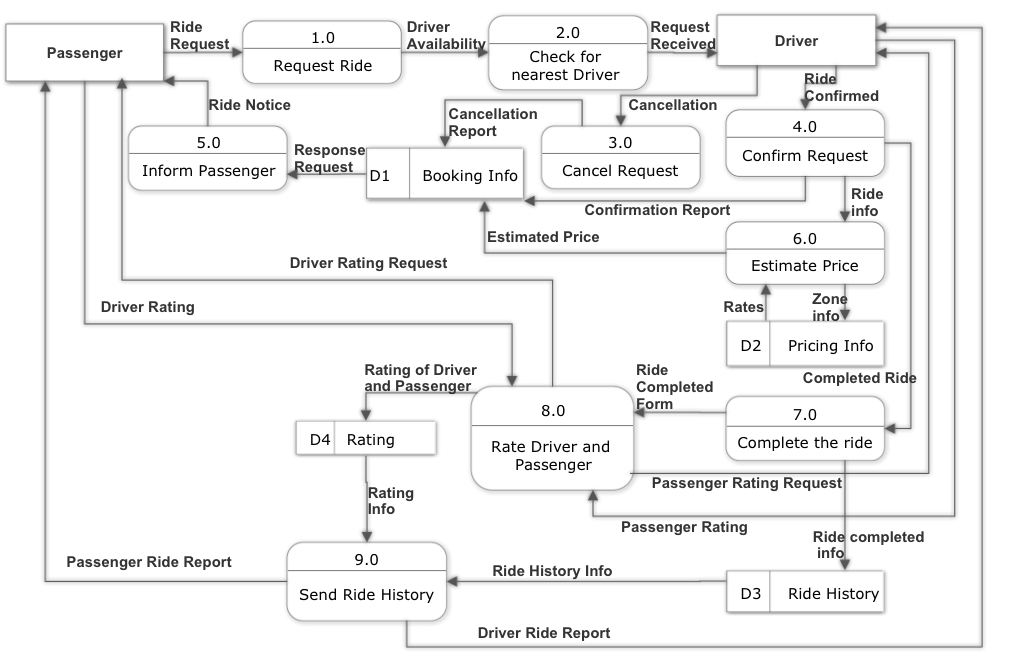 Passenger
Ride
Request
1.0
Request Ride
Driver
Availability
2.0
Check for
nearest Driver
Request
Received
Driver
Ride Notice
5.0
Inform Passenger
Response
Request
D1
Booking Info
Cancellation
Report
Cancellation
3.0
Cancel Request
Ride
Confirmed
4.0
Confirm Request
Confirmation Report
Ride
info
Estimated Price
6.0
Estimate Price
Driver Rating Request
Driver Rating
Rates
Zone
info
D2
Pricing Info
Completed Ride
Rating of Driver
and Passenger
D4
Rating
8.0
Rate Driver and
Passenger
Ride
Completed
Form
7.0
Complete the ride
Passenger Rating Request
Rating
Info
Passenger Rating
Ride completed
info
Passenger Ride Report
9.0
Send Ride History
Ride History Info
D3
Ride History
Driver Ride Report